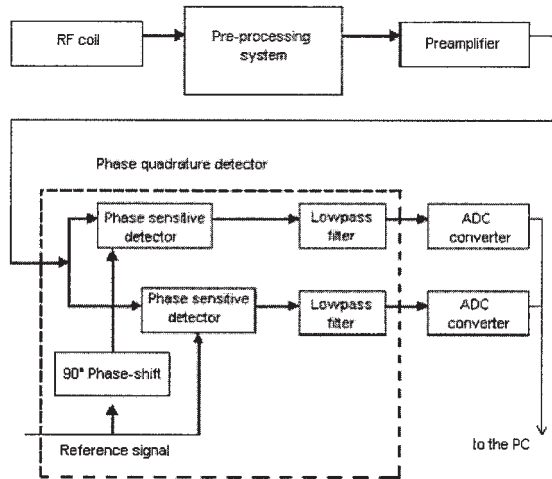 RF coil
Pre-processing
system
Preamplifier
Phase quadrature detector
Phase sensitive
detector
Lowpass
filter
ADC
converter
Phase sensitive
detector
Lowpass
filter
ADC
converter
90° Phase-shift
Reference signal
to the PC